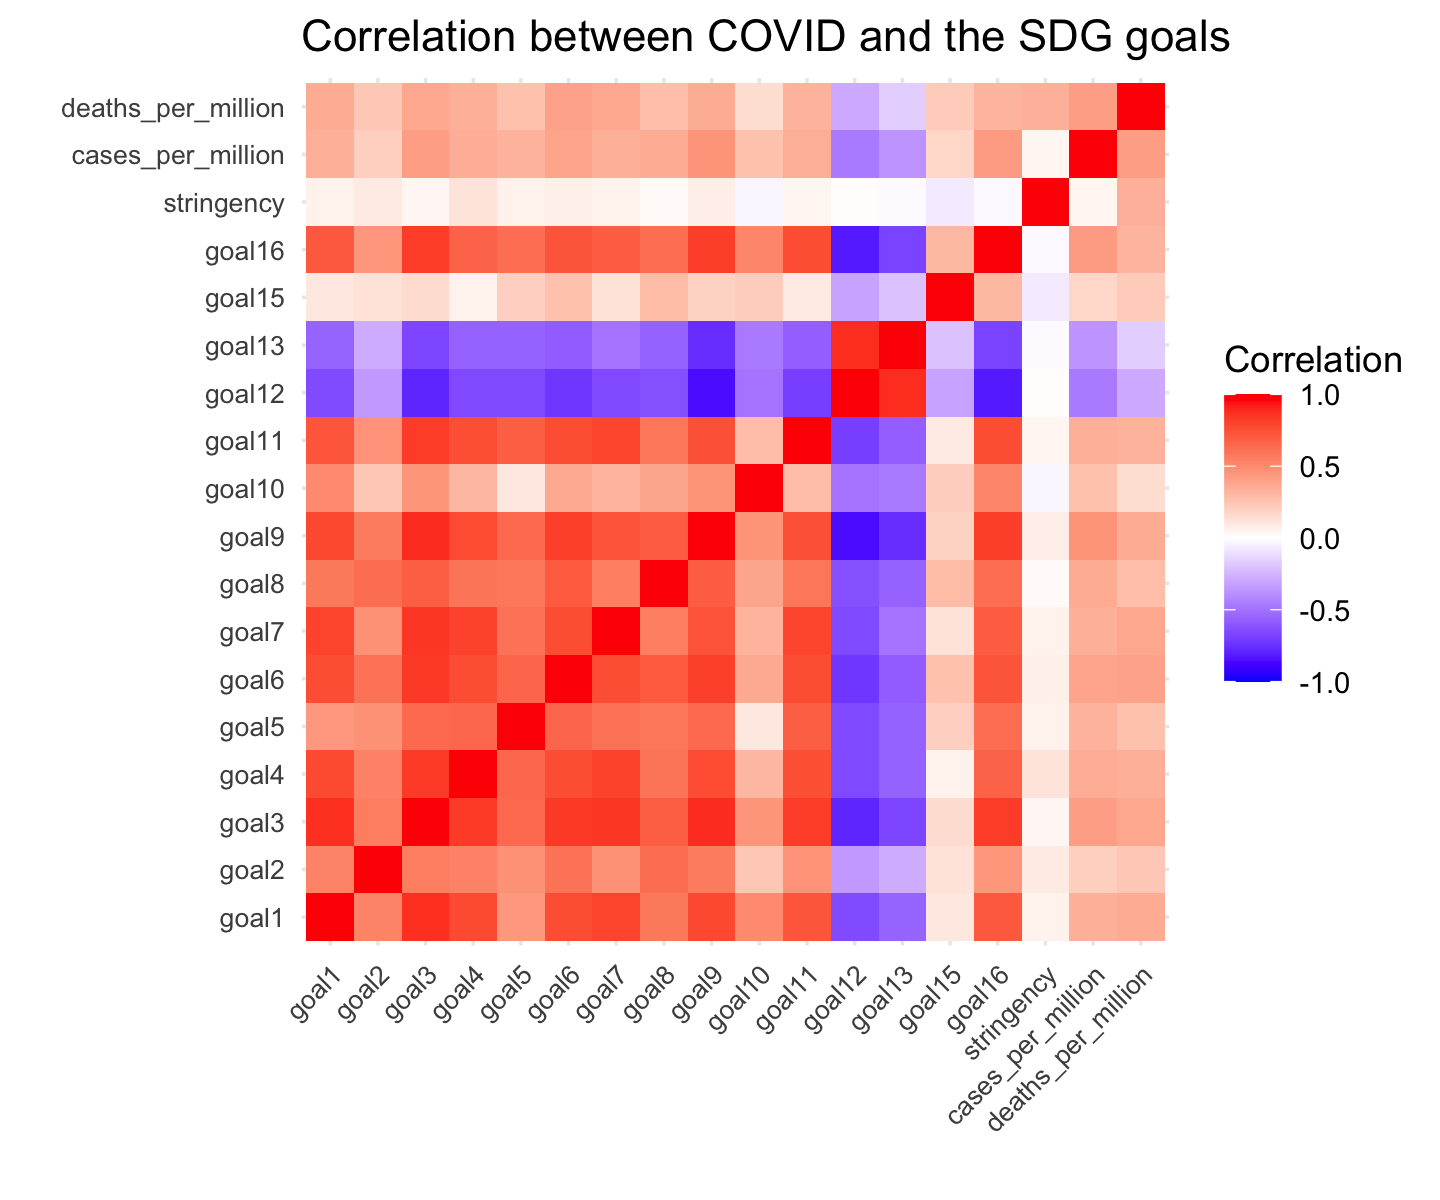 Correlation between COVID and the SDG goals
deaths_per_million
cases_per_million
stringency
goal16
goal15
goal13
goal12
goal11
goal10
goal9
goal8
goal7
goal6
goal5
goal4
goal3
goal2
goal1
goal1
goal2
goal3
goal4
goal5
goal6
goal7
goal8
goal9
goal10
goal11
goal12
goal13
goal15
goal16
stringency
cases_per_million
deaths_per_million
Correlation
1.0
0.5
0.0
-0.5
-1.0